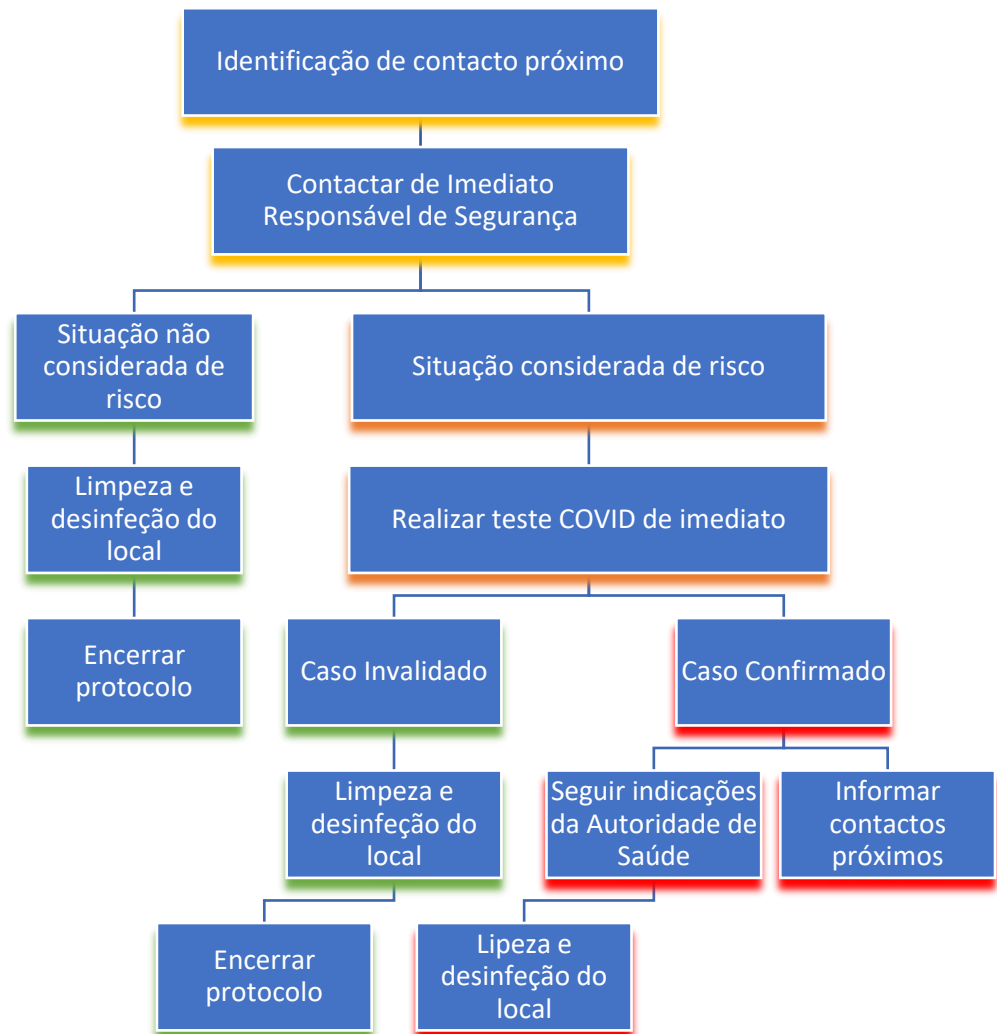 Identificação de contacto próximo
Contactar de Imediato
Responsável de Segurança
Situação não
considerada de
risco
Situação considerada de risco
Limpeza e
desinfeção do
local
Realizar teste COVID de imediato
Encerrar
protocolo
Caso Invalidado
Caso Confirmado
Limpeza e
desinfeção do
local
Seguir indicações
da Autoridade de
Saúde
Informar
contactos
próximos
Encerrar
protocolo
Lipeza e
desinfeção do
local